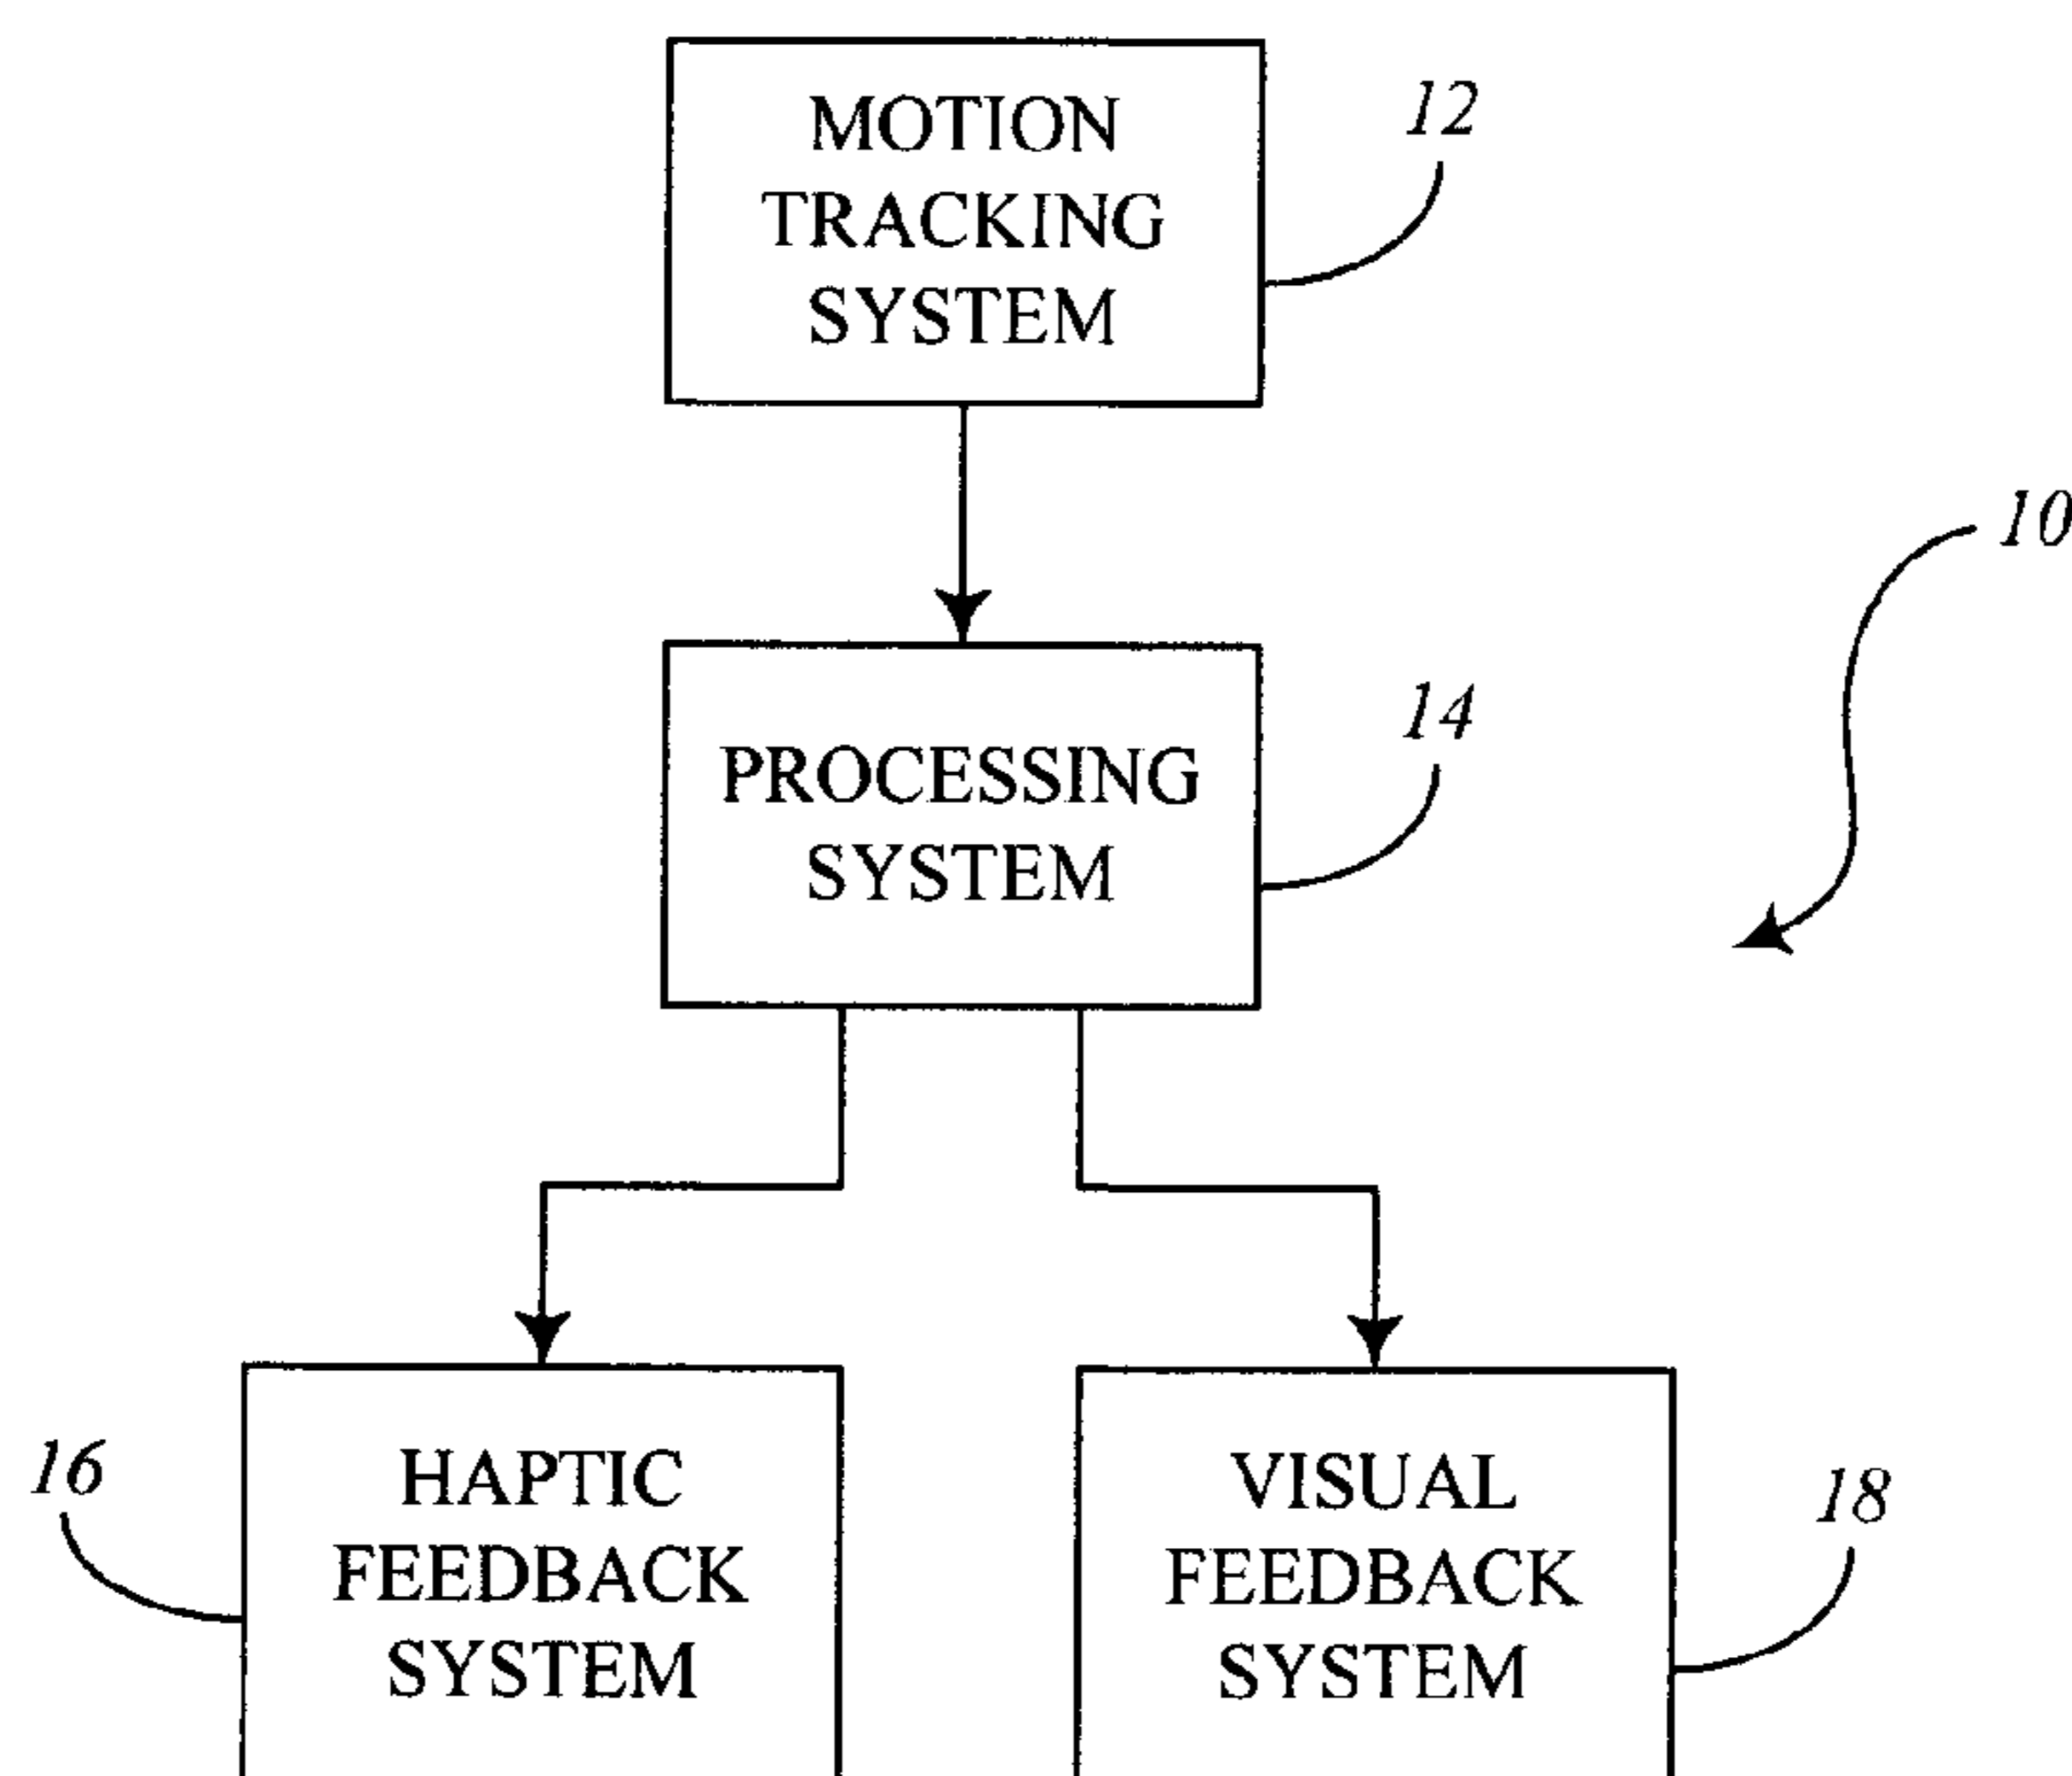 MOTION
TRACKING
SYSTEM
12
10
PROCESSING
SYSTEM
14
16
HAPTIC
FEEDBACK
SYSTEM
VISUAL
FEEDBACK
SYSTEM
18